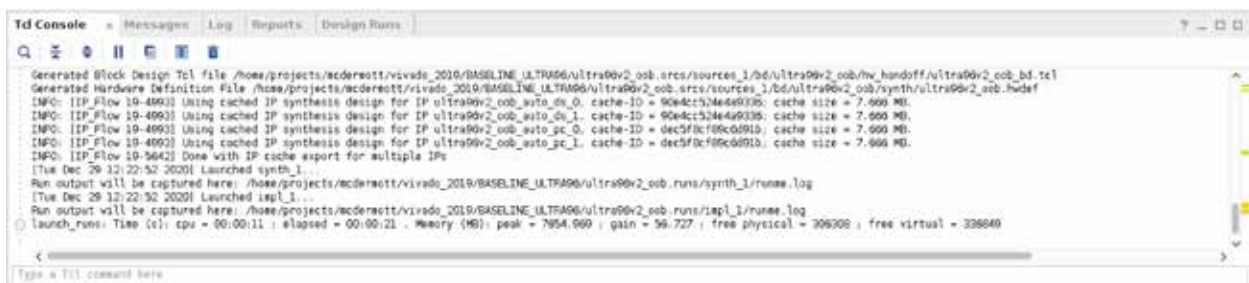 Tcl Console × Messages Log Reports Design Runs ? _ □ □
Generated Block Design Tcl file /home/projects/mcdermott/vivado_2019/BASELINE_ULTRA96/ultra96v2_oob.srcs/sources_1/bd/ultra96v2_oob/hw_handoff/ultra96v2_oob_bd.tcl
Generated Hardware Definition File /home/projects/mcdermott/vivado_2019/BASELINE_ULTRA96/ultra96v2_oob.srcs/sources_1/bd/ultra96v2_oob/synth/ultra96v2_oob.hwdef
INFO: [IP_Flow 19-4993] Using cached IP synthesis design for IP ultra96v2_oob_auto_ds_0, cache-ID = 90e4cc524e4a9336; cache size = 7.666 MB.
INFO: [IP_Flow 19-4993] Using cached IP synthesis design for IP ultra96v2_oob_auto_ds_1, cache-ID = 90e4cc524e4a9336; cache size = 7.666 MB.
INFO: [IP_Flow 19-4993] Using cached IP synthesis design for IP ultra96v2_oob_auto_pc_0, cache-ID = dec5f8cf89c6d91b; cache size = 7.666 MB.
INFO: [IP_Flow 19-4993] Using cached IP synthesis design for IP ultra96v2_oob_auto_pc_1, cache-ID = dec5f8cf89c6d91b; cache size = 7.666 MB.
INFO: [IP_Flow 19-5642] Done with IP cache export for multiple IPs
[Tue Dec 29 12:22:52 2020] Launched synth_1...
Run output will be captured here: /home/projects/mcdermott/vivado_2019/BASELINE_ULTRA96/ultra96v2_oob.runs/synth_1/runme.log
[Tue Dec 29 12:22:52 2020] Launched impl_1...
Run output will be captured here: /home/projects/mcdermott/vivado_2019/BASELINE_ULTRA96/ultra96v2_oob.runs/impl_1/runme.log
launch_runs: Time (s): cpu = 00:00:11 ; elapsed = 00:00:21 . Memory (MB): peak = 7854.960 ; gain = 56.727 ; free physical = 306308 ; free virtual = 336849
Type a Tcl command here